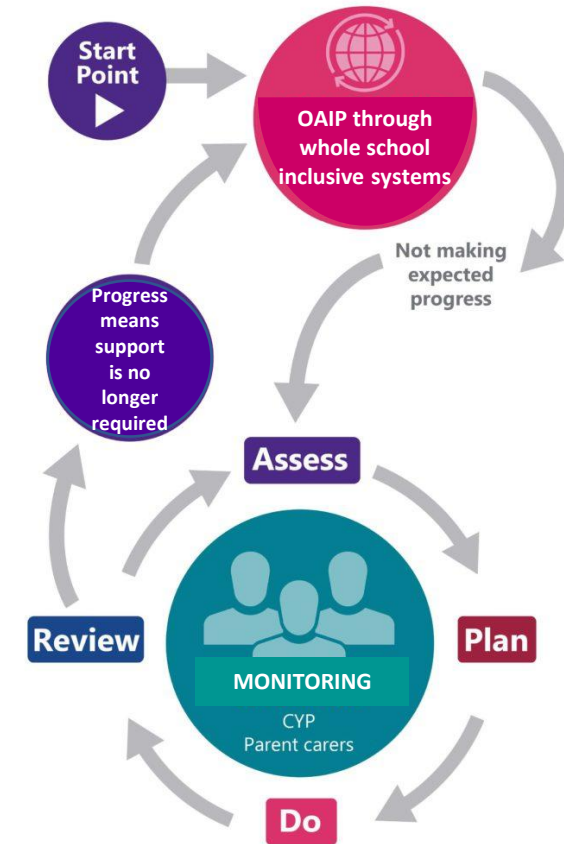 Start
Point
OAIP through
whole school
inclusive systems
Not making
expected
progress
Progress
means
support
is no
longer
required
Assess
Review
Plan
MONITORING
CYP
Parent carers
Do